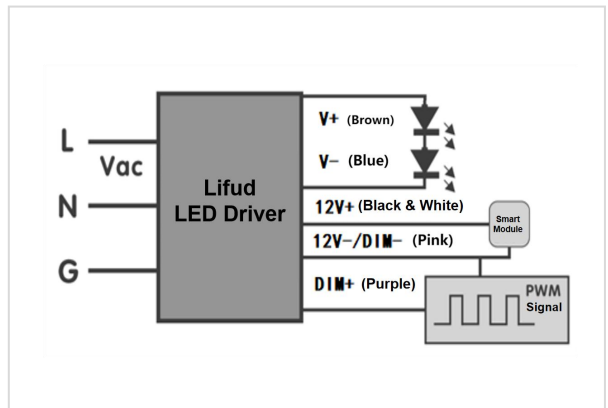 L
Vac
N
G
Lifud
LED Driver
V+ (Brown)
V- (Blue)
12V+ (Black & White)
12V-/DIM- (Pink)
DIM+ (Purple)
Smart
Module
PWM
Signal